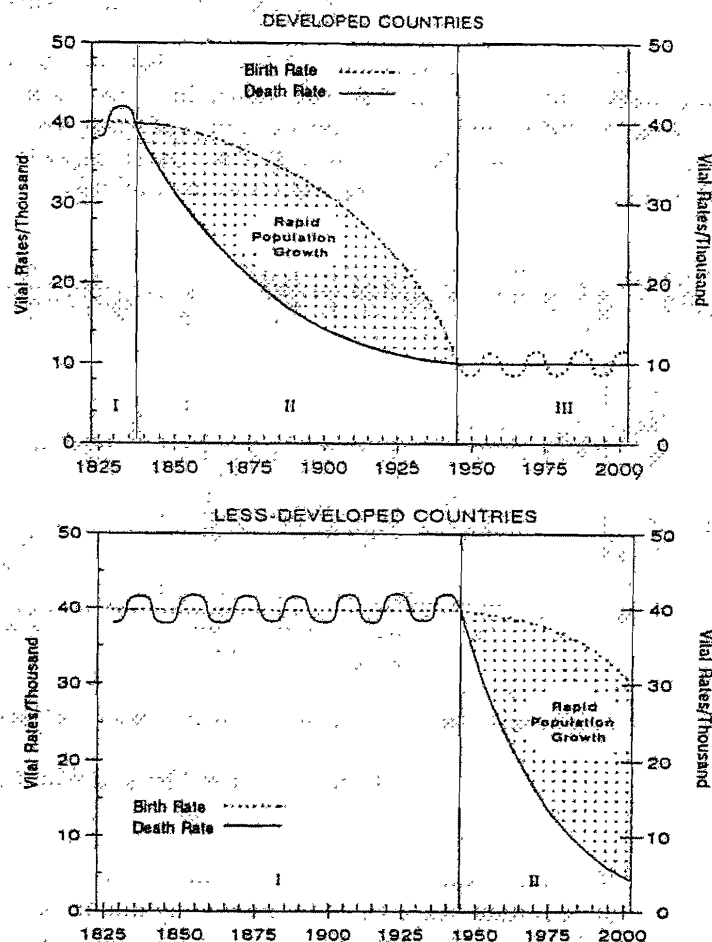 DEVELOPED COUNTRIES
50
40
30
20
10
0
Vital Rates/Thousand
Birth Rate
Death Rate
Rapid
Population
Growth
I
II
III
50
40
30
20
10
0
Vital Rates/Thousand
1825 1850 1875 1900 1925 1950 1975 2000
LESS-DEVELOPED COUNTRIES
50
40
30
20
10
0
Vital Rates/Thousand
Rapid
Population
Growth
Birth Rate
Death Rate
I
II
50
40
30
20
10
0
Vital Rates/Thousand
1825 1850 1875 1900 1925 1950 1975 2000